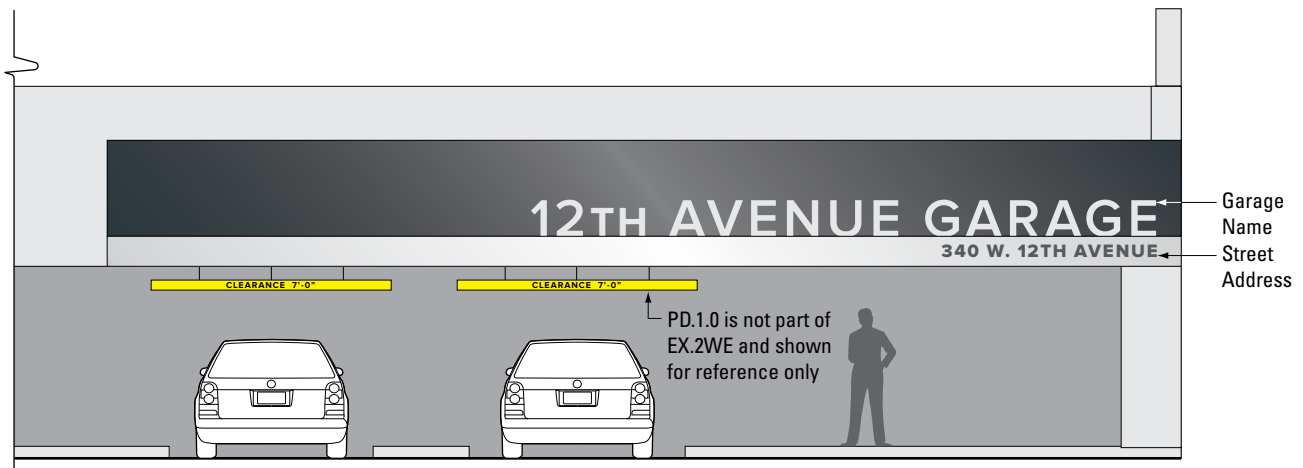 12TH AVENUE GARAGE
340 W. 12TH AVENUE
Garage
Name
Street
Address
CLEARANCE 7'-0"
CLEARANCE 7'-0"
PD.1.0 is not part of
EX.2WE and shown
for reference only